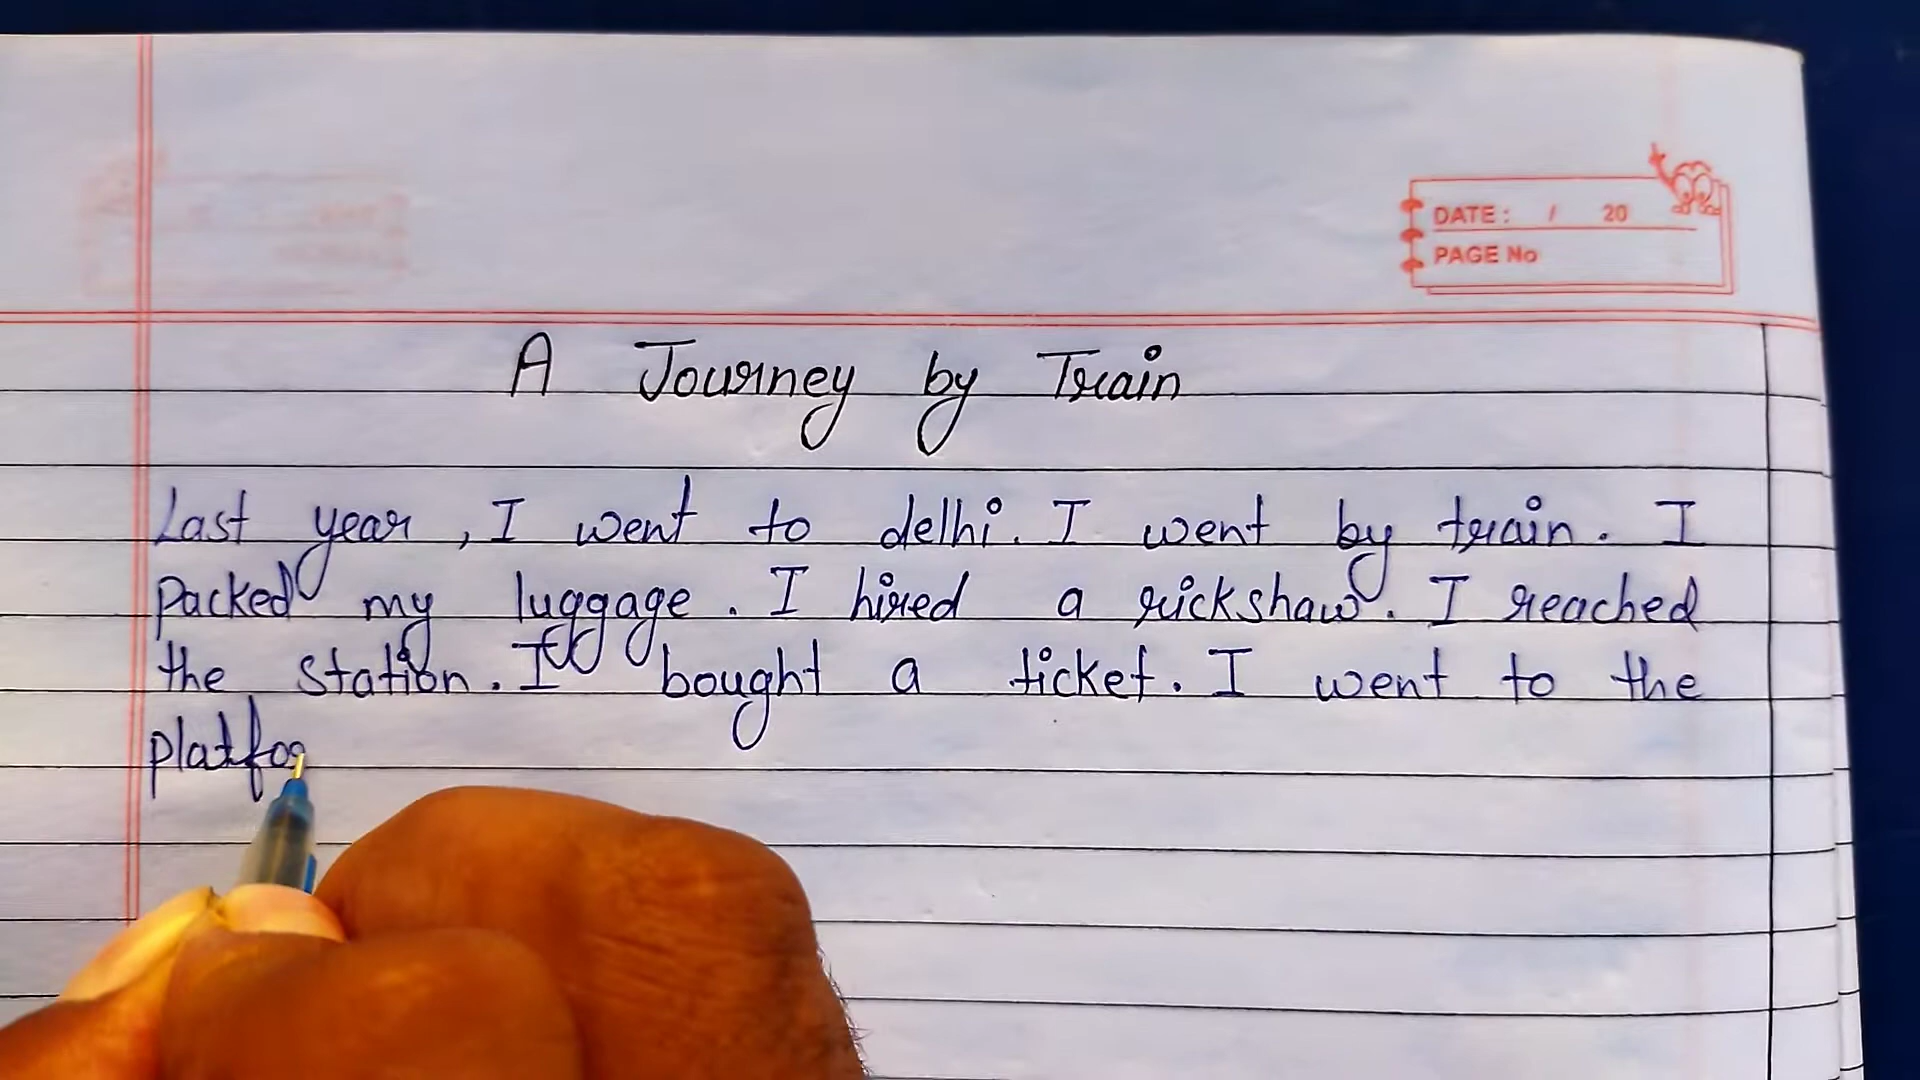 DATE: / 20
PAGE No
A Journey by Train
Last year, I went to delhi. I went by train. I
packed my luggage. I hired a rickshaw. I reached
the station. I bought a ticket. I went to the
platfo